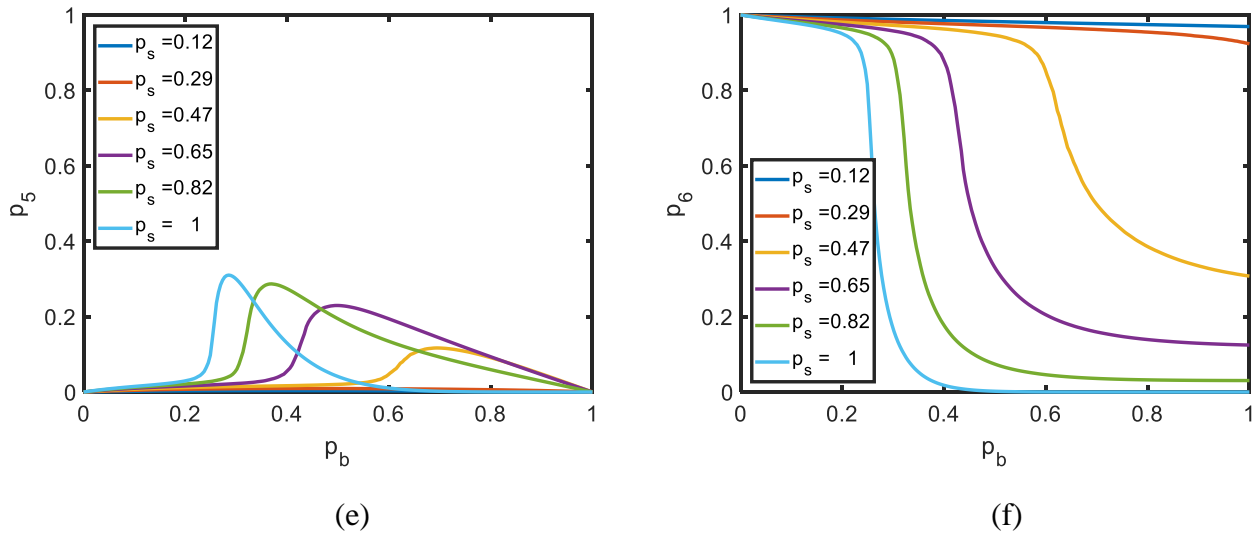 1
0.8
0.6
0.4
0.2
0
p_5
p_s =0.12
p_s =0.29
p_s =0.47
p_s =0.65
p_s =0.82
p_s = 1
0 0.2 0.4 0.6 0.8 1
p_b
(e)
1
0.8
0.6
0.4
0.2
0
p_6
p_s =0.12
p_s =0.29
p_s =0.47
p_s =0.65
p_s =0.82
p_s = 1
0 0.2 0.4 0.6 0.8 1
p_b
(f)